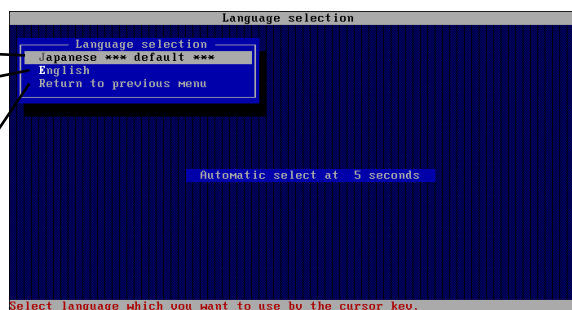 Language selection
Language selection
Japanese *** default ***
English
Return to previous menu
Automatic select at 5 seconds
Select language which you want to use by the cursor key.